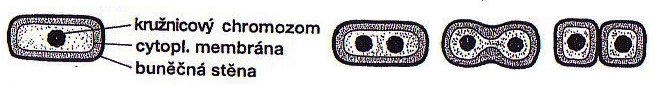 kružnicový chromozom
cytopl. membrána
buněčná stěna